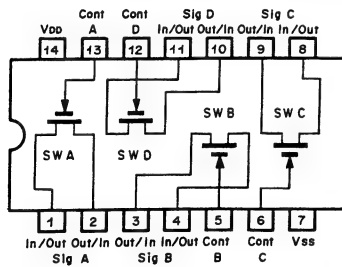 Cont Cont Sig D Sig C
VDD A D In/Out Out/In Out/In In/Out
14 13 12 11 10 9 8
SW B
SW A SW D SW C
1 2 3 4 5 6 7
In/Out Out/In Out/In In/Out Cont Cont Vss
Sig A Sig B B C